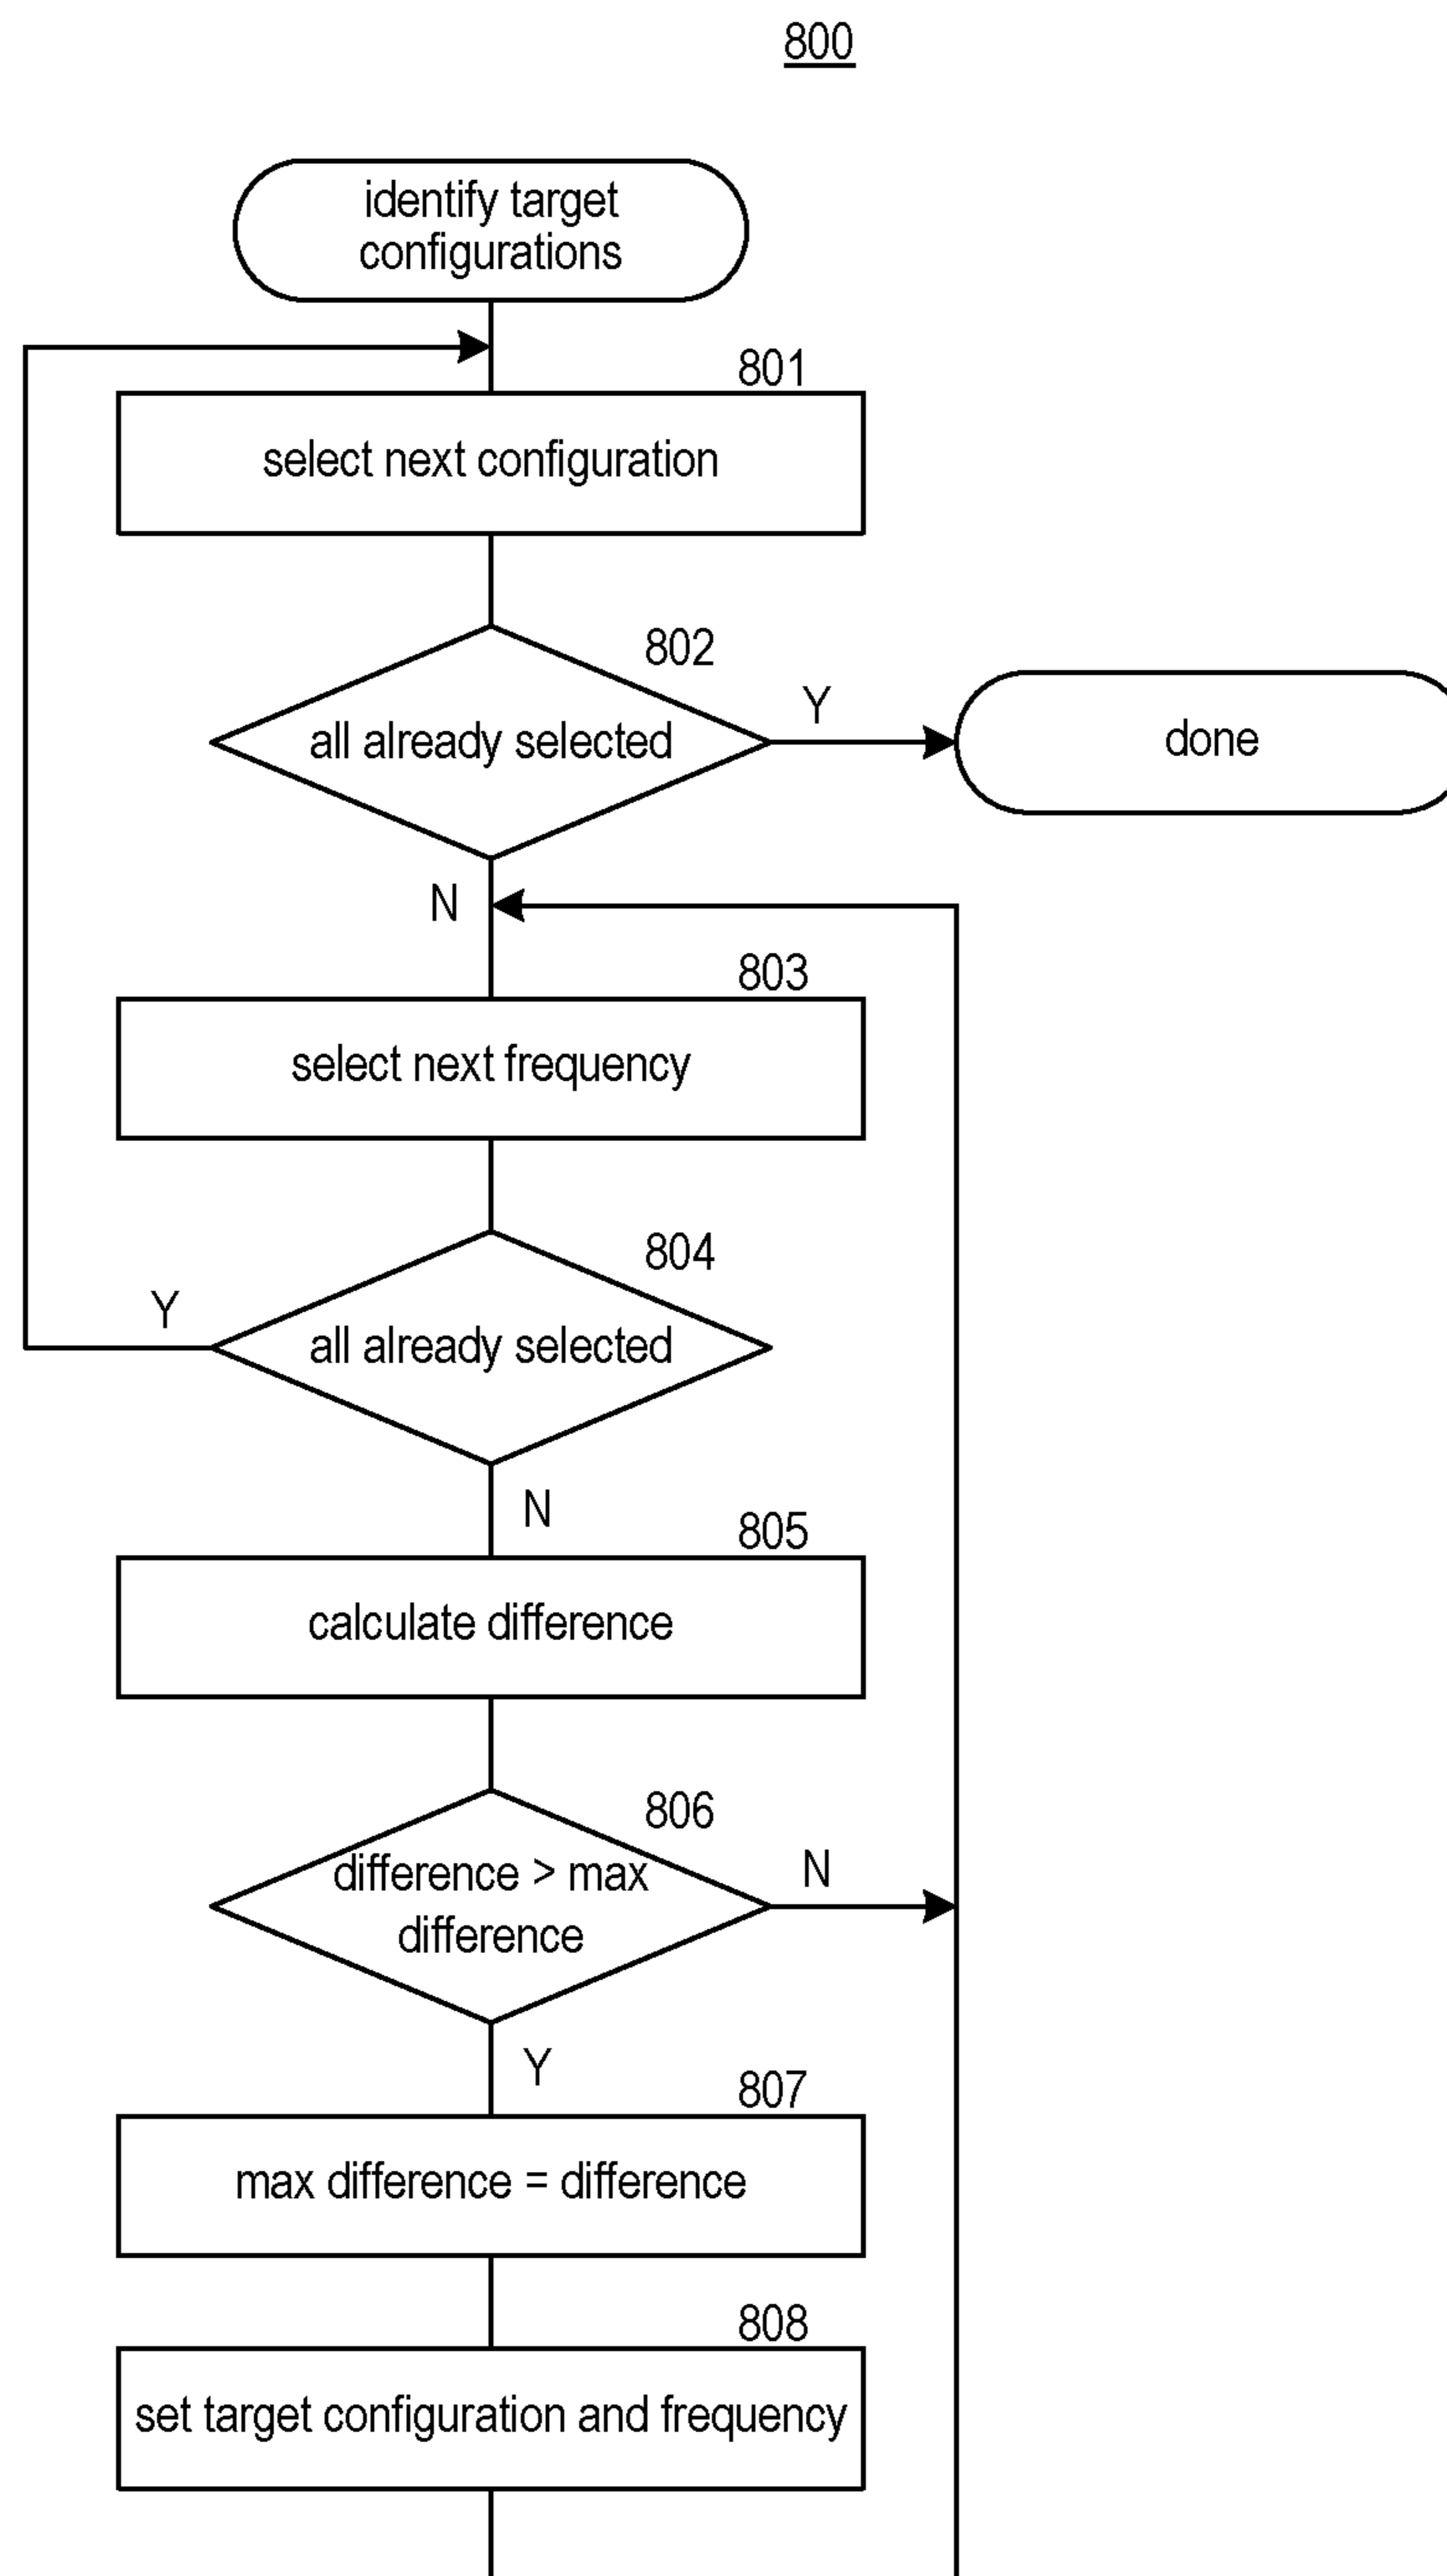 800
identify target
configurations
801
select next configuration
802
all already selected
Y
done
N
803
select next frequency
804
all already selected
Y
N
805
calculate difference
806
difference > max
difference
N
Y
807
max difference = difference
808
set target configuration and frequency